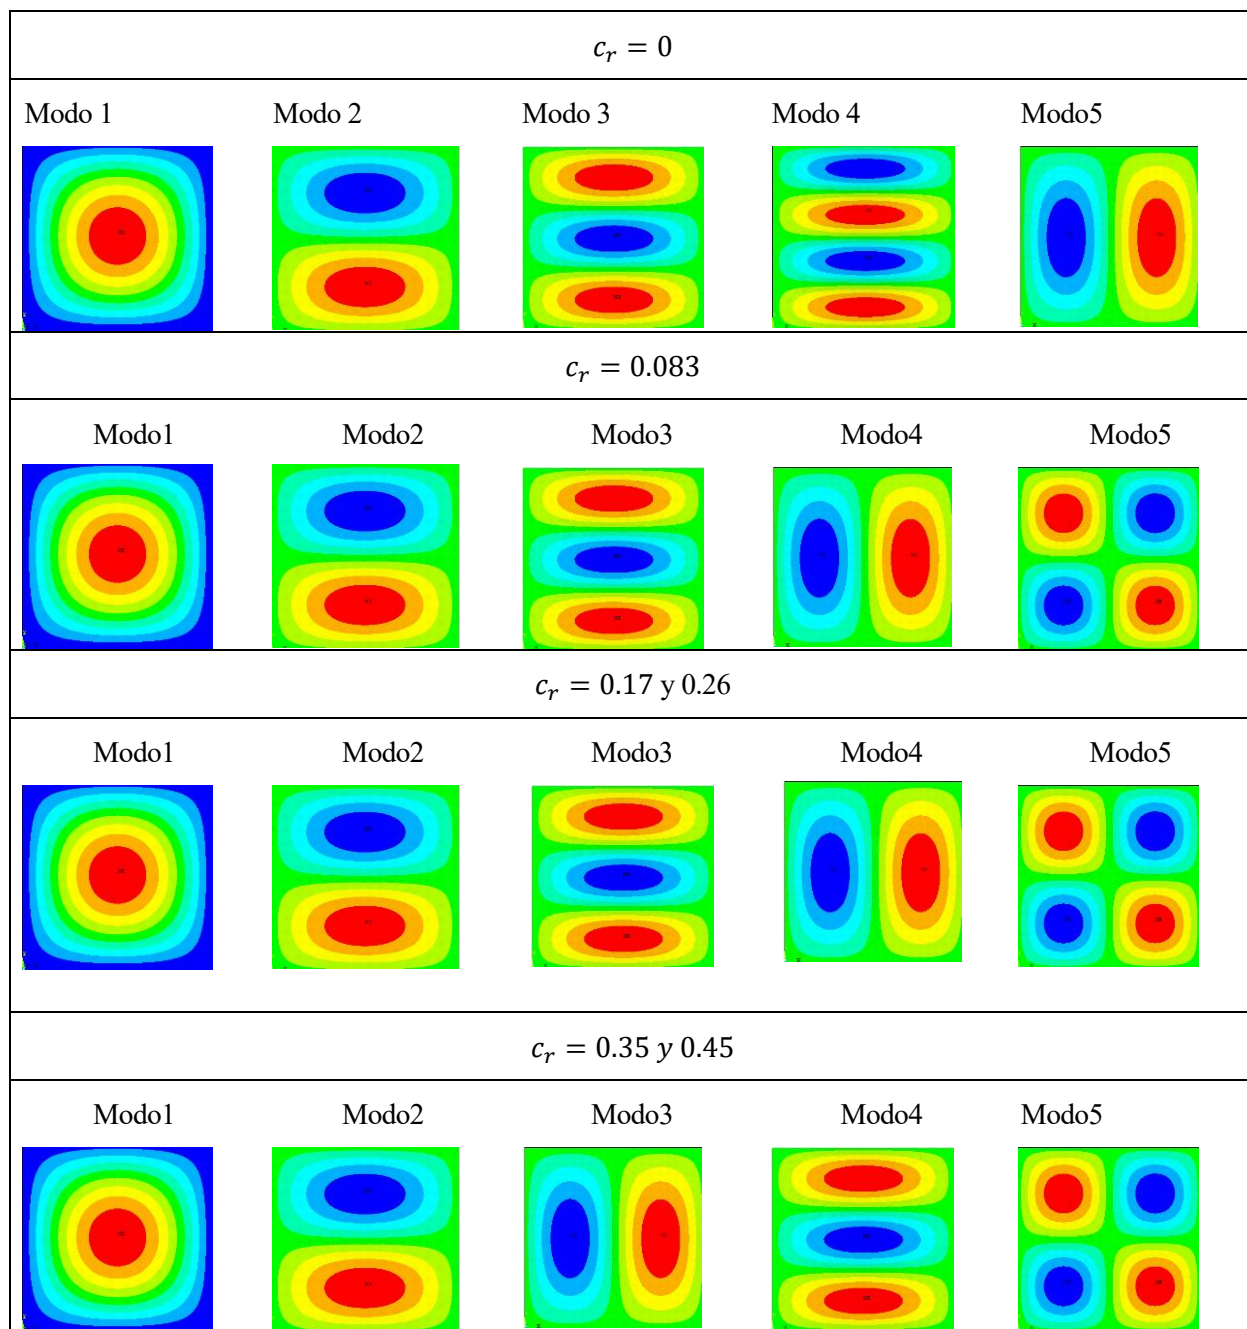 c_r = 0
Modo 1 Modo 2 Modo 3 Modo 4 Modo5
c_r = 0.083
Modo1 Modo2 Modo3 Modo4 Modo5
c_r = 0.17 y 0.26
Modo1 Modo2 Modo3 Modo4 Modo5
c_r = 0.35 y 0.45
Modo1 Modo2 Modo3 Modo4 Modo5